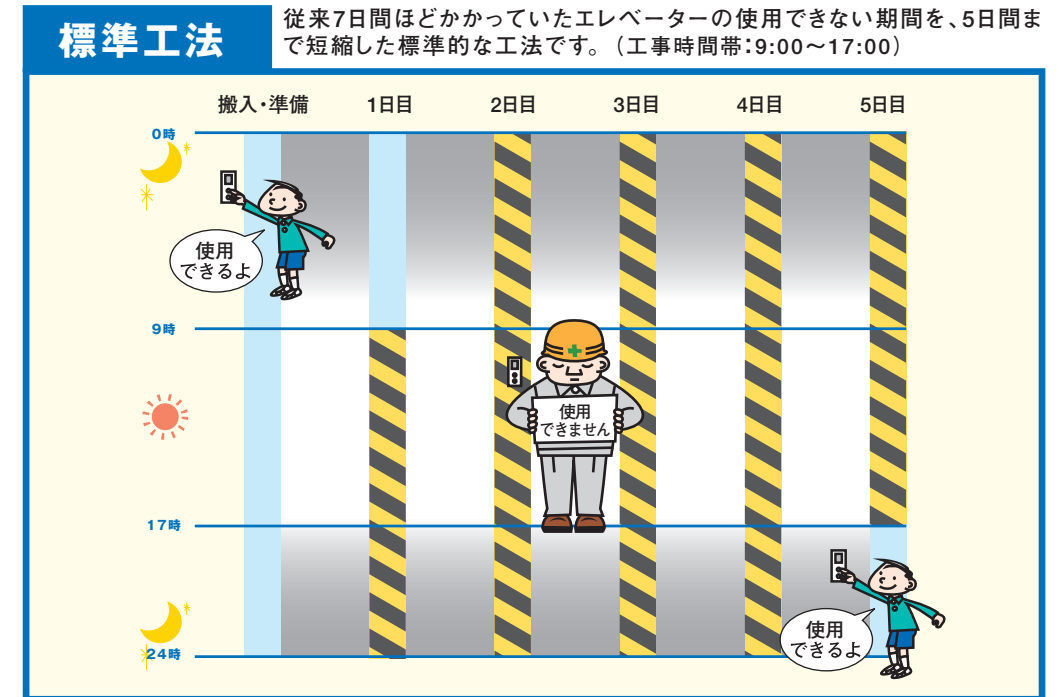 標準工法
従来7日間ほどかかっていたエレベーターの使用できない期間を、5日間ま
で短縮した標準的な工法です。（工事時間帯：9:00〜17:00）
搬入・準備 1日目 2日目 3日目 4日目 5日目
0時
使用
できるよ
9時
使用
できません
17時
使用
できるよ
24時